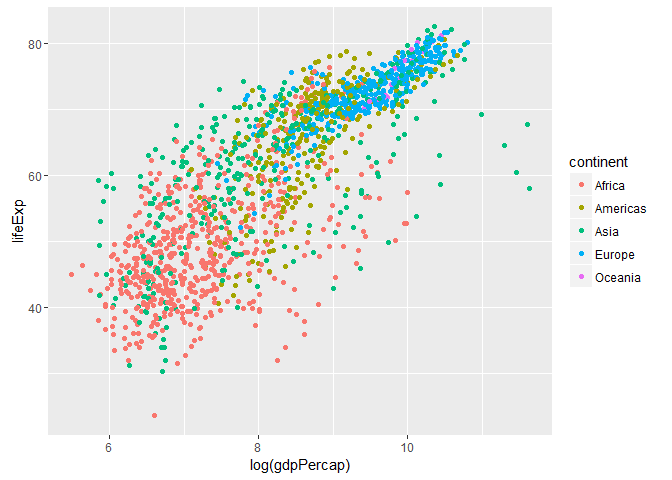 80
60
40
lifeExp
6
8
10
log(gdpPercap)
continent
Africa
Americas
Asia
Europe
Oceania